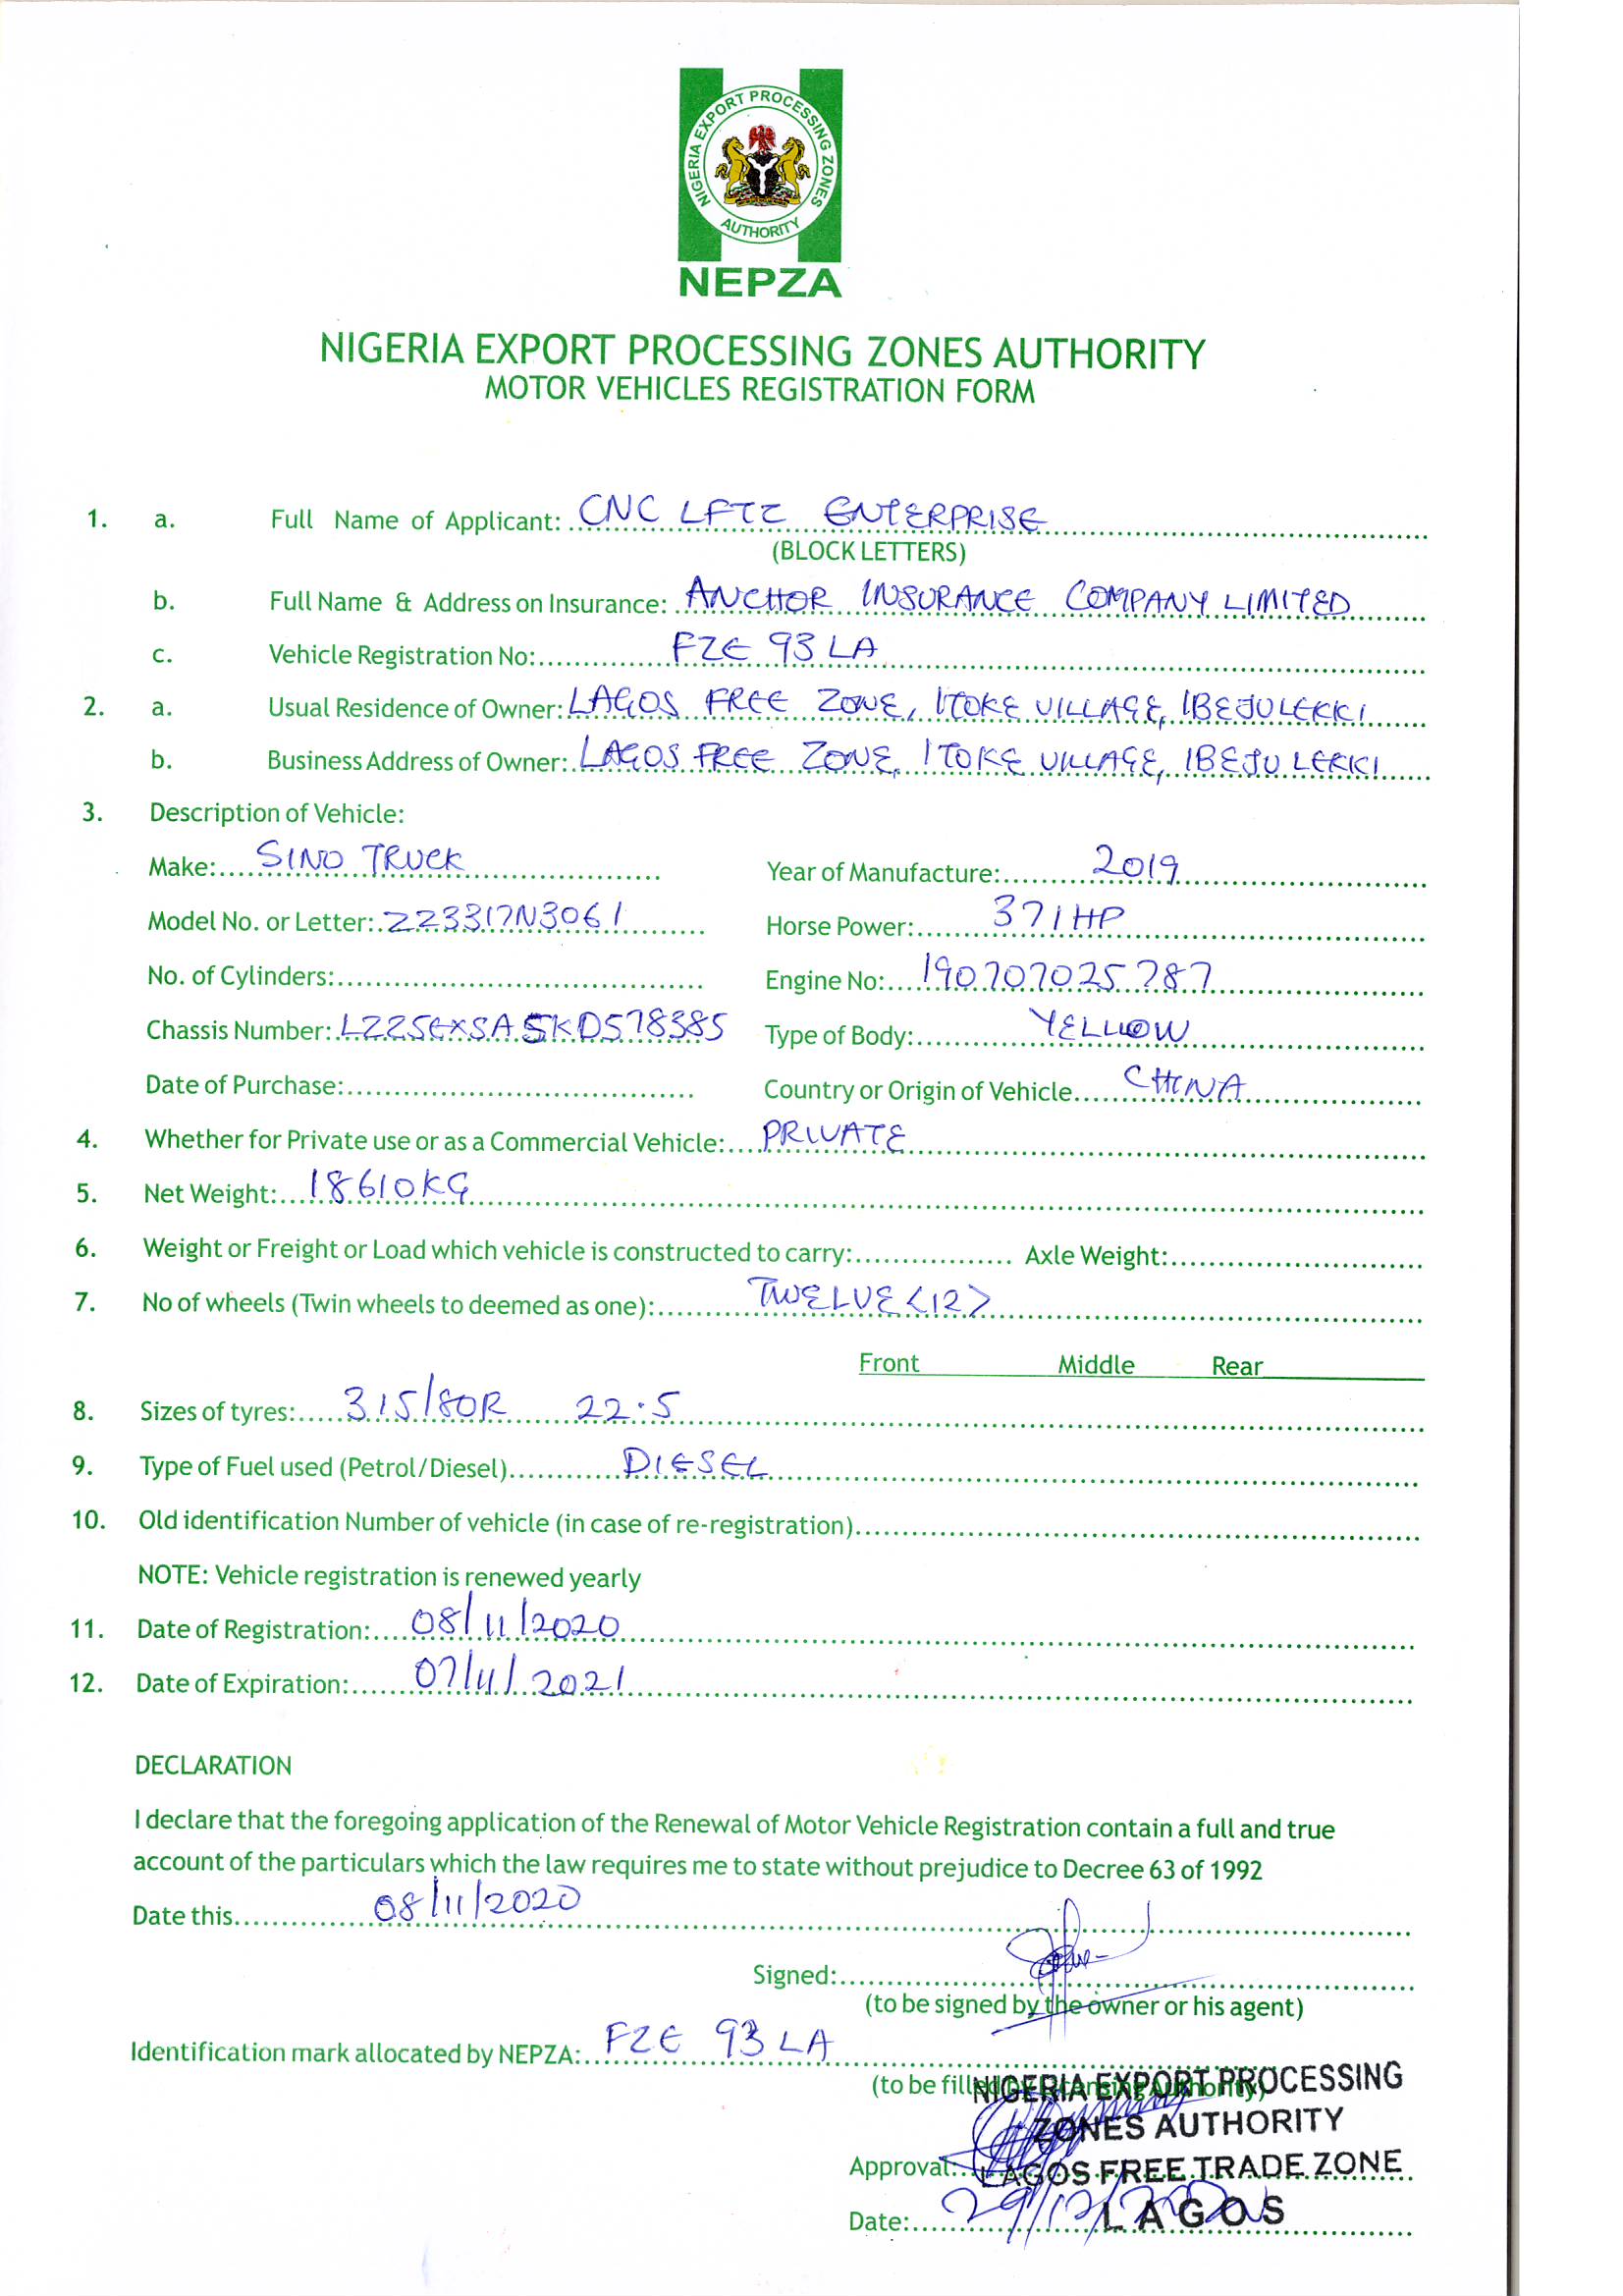 NIGERIA EXPORT PROCESSING ZONES
AUTHORITY
NEPZA
NIGERIA EXPORT PROCESSING ZONES AUTHORITY
MOTOR VEHICLES REGISTRATION FORM
1. a. Full Name of Applicant: CNC LFTZ ENTERPRISE
(BLOCK LETTERS)
b. Full Name & Address on Insurance: ANCHOR INSURANCE COMPANY LIMITED
c. Vehicle Registration No: FZE 93 LA
2. a. Usual Residence of Owner: LAGOS FREE ZONE, ITOKE VILLAGE, IBEJU LEKKI
b. Business Address of Owner: LAGOS FREE ZONE, ITOKE VILLAGE, IBEJU LEKKI
3. Description of Vehicle:
Make: SINO TRUCK Year of Manufacture: 2019
Model No. or Letter: ZZ3317N3061 Horse Power: 371 HP
No. of Cylinders: Engine No: 190707025787
Chassis Number: LZZ5EXSA5KD578385 Type of Body: YELLOW
Date of Purchase: Country or Origin of Vehicle CHINA
4. Whether for Private use or as a Commercial Vehicle: PRIVATE
5. Net Weight: 18610KG
6. Weight or Freight or Load which vehicle is constructed to carry: Axle Weight:
7. No of wheels (Twin wheels to deemed as one): TWELVE <12>
Front Middle Rear
8. Sizes of tyres: 315/80R 22.5
9. Type of Fuel used (Petrol/Diesel) DIESEL
10. Old identification Number of vehicle (in case of re-registration)
NOTE: Vehicle registration is renewed yearly
11. Date of Registration: 08/11/2020
12. Date of Expiration: 07/11/2021
DECLARATION
I declare that the foregoing application of the Renewal of Motor Vehicle Registration contain a full and true
account of the particulars which the law requires me to state without prejudice to Decree 63 of 1992
Date this 08/11/2020
Signed:
(to be signed by the owner or his agent)
Identification mark allocated by NEPZA: FZE 93 LA
(to be filled by Licensing Authority)
NIGERIA EXPORT PROCESSING
ZONES AUTHORITY
Approval: LAGOS FREE TRADE ZONE
Date: 29/12/2020 LAGOS